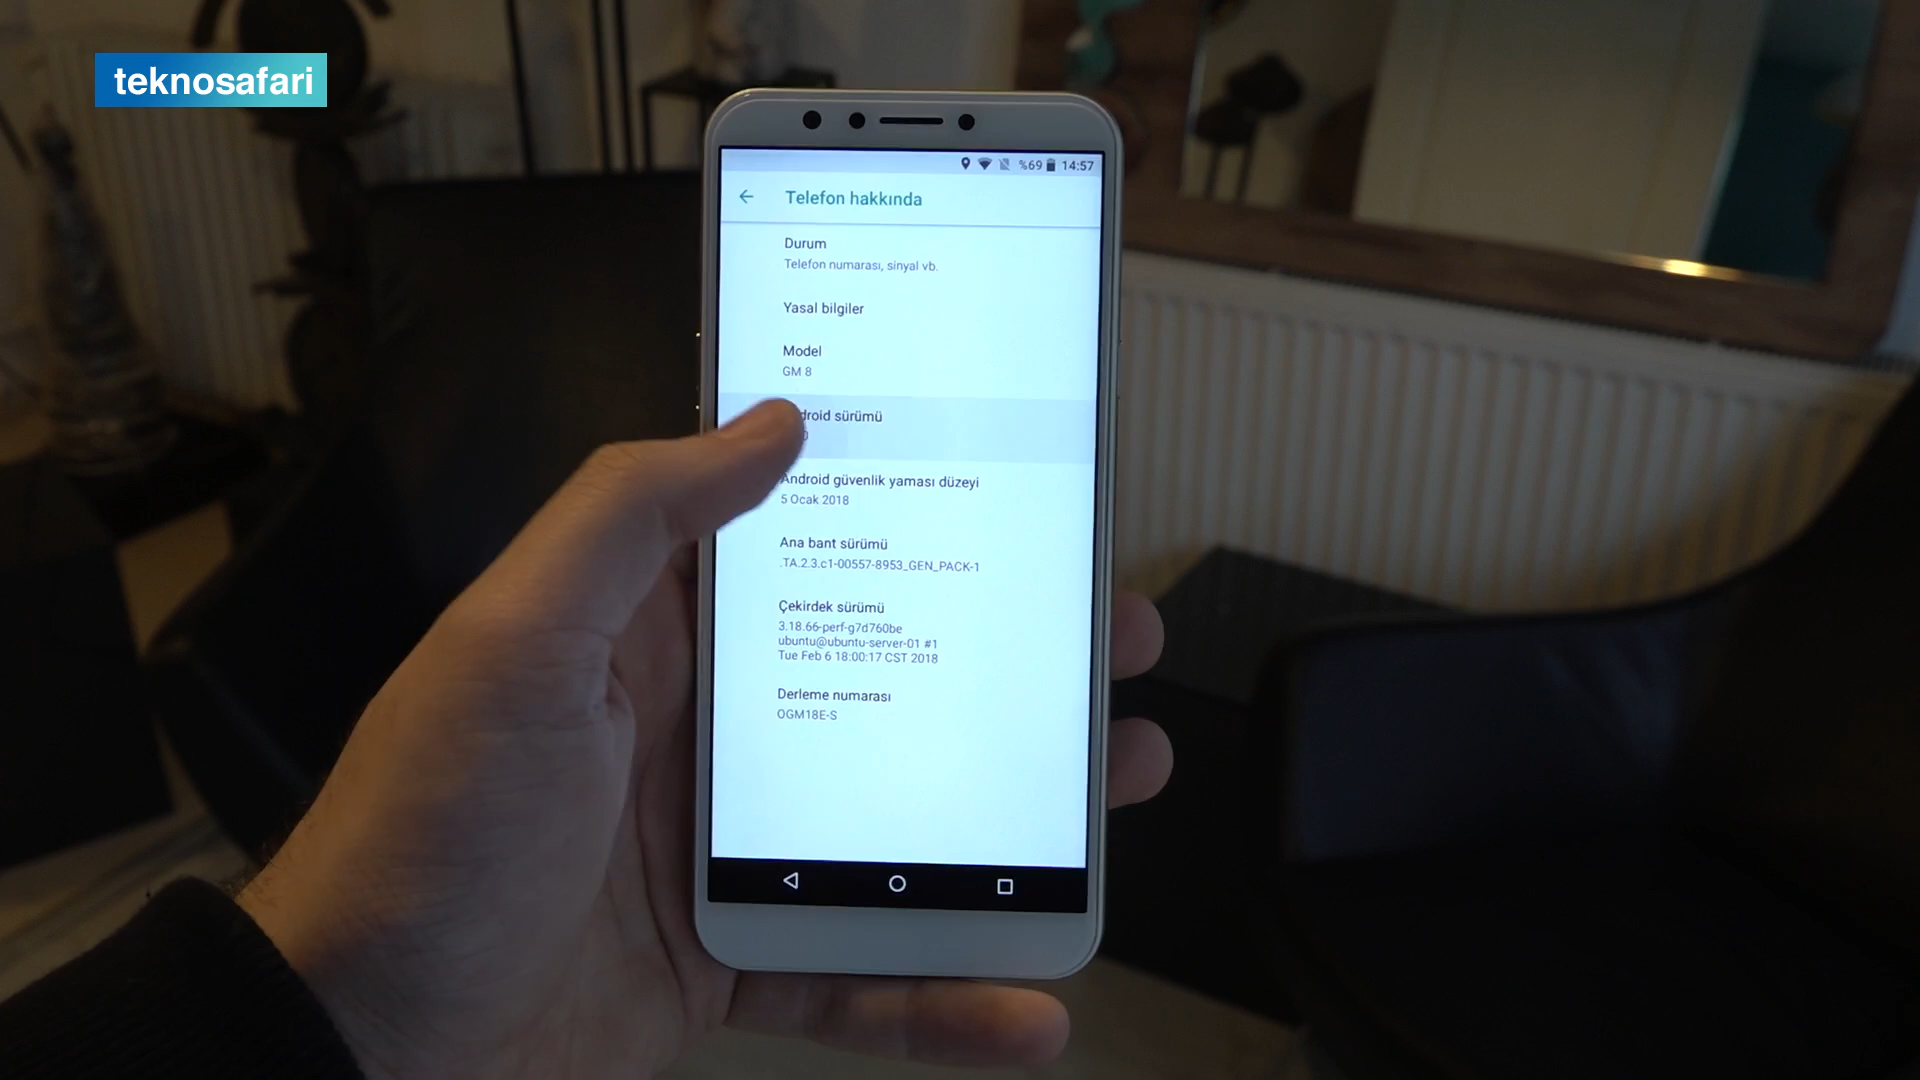 teknosafari
%69 14:57
Telefon hakkında
Durum
Telefon numarası, sinyal vb.
Yasal bilgiler
Model
GM 8
sürümü
Android güvenlik yaması düzeyi
5 Ocak 2018
Ana bant sürümü
.TA.2.3.c1-00557-8953_GEN_PACK-1
Çekirdek sürümü
3.18.66-perf-g7d760be
ubuntu@ubuntu-server-01 #1
Tue Feb 6 18:00:17 CST 2018
Derleme numarası
OGM18E-S